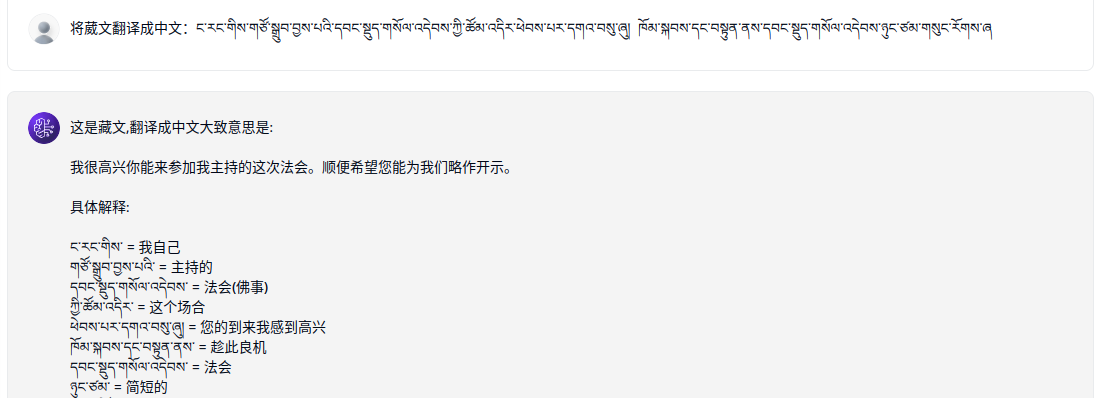 将藏文翻译成中文：ང་རང་གིས་གཙོ་སྒྲུབ་བྱས་པའི་དབང་སྡུད་གསོལ་འདེབས་ཀྱི་ཚོམ་འདིར་ཕེབས་པར་དགའ་བསུ་ཞུ། ཁོམ་སྐབས་དང་བསྟུན་ནས་དབང་སྡུད་གསོལ་འདེབས་ཉུང་ཙམ་གསུང་རོགས་ཞ
这是藏文,翻译成中文大致意思是:
我很高兴你能来参加我主持的这次法会。顺便希望您能为我们略作开示。
具体解释:
ང་རང་གིས་ = 我自己
གཙོ་སྒྲུབ་བྱས་པའི་ = 主持的
དབང་སྡུད་གསོལ་འདེབས་ = 法会(佛事)
ཀྱི་ཚོམ་འདིར་ = 这个场合
ཕེབས་པར་དགའ་བསུ་ཞུ། = 您的到来我感到高兴
ཁོམ་སྐབས་དང་བསྟུན་ནས་ = 趁此良机
དབང་སྡུད་གསོལ་འདེབས་ = 法会
ཉུང་ཙམ་ = 简短的